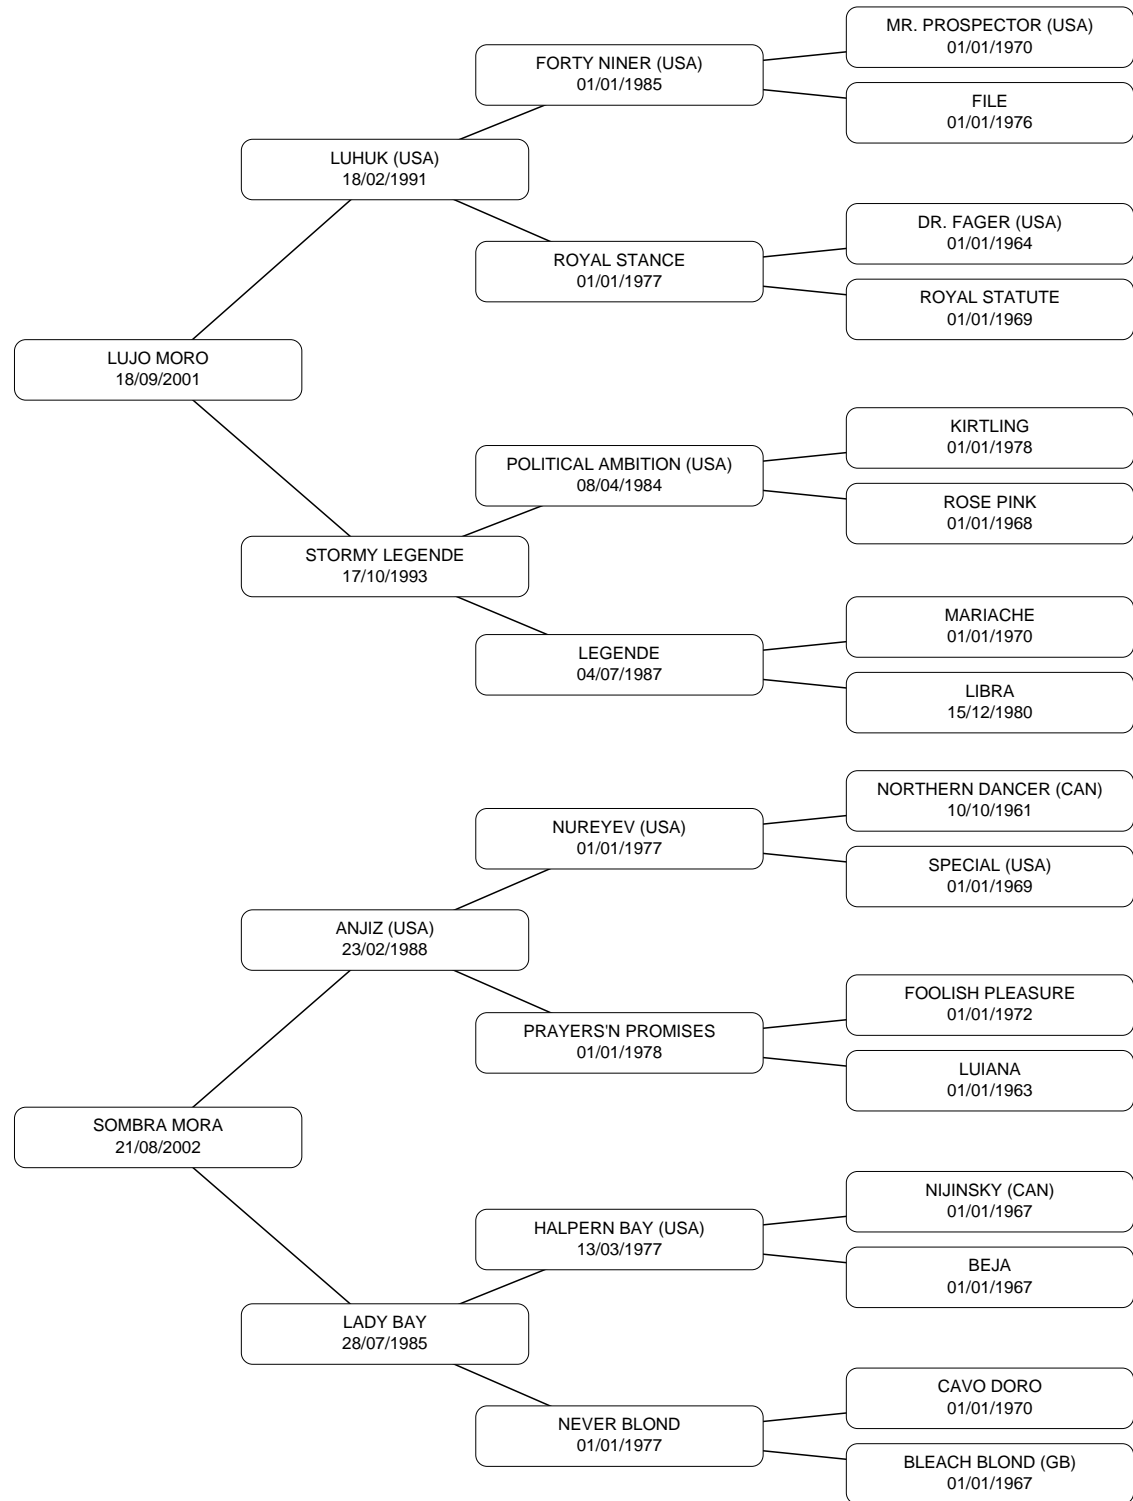 MR. PROSPECTOR (USA)
01/01/1970
FORTY NINER (USA)
01/01/1985
FILE
01/01/1976
LUHUK (USA)
18/02/1991
DR. FAGER (USA)
01/01/1964
ROYAL STANCE
01/01/1977
ROYAL STATUTE
01/01/1969
LUJO MORO
18/09/2001
KIRTLING
01/01/1978
POLITICAL AMBITION (USA)
08/04/1984
ROSE PINK
01/01/1968
STORMY LEGENDE
17/10/1993
MARIACHE
01/01/1970
LEGENDE
04/07/1987
LIBRA
15/12/1980
NORTHERN DANCER (CAN)
10/10/1961
NUREYEV (USA)
01/01/1977
SPECIAL (USA)
01/01/1969
ANJIZ (USA)
23/02/1988
FOOLISH PLEASURE
01/01/1972
PRAYERS'N PROMISES
01/01/1978
LUIANA
01/01/1963
SOMBRA MORA
21/08/2002
NIJINSKY (CAN)
01/01/1967
HALPERN BAY (USA)
13/03/1977
BEJA
01/01/1967
LADY BAY
28/07/1985
CAVO DORO
01/01/1970
NEVER BLOND
01/01/1977
BLEACH BLOND (GB)
01/01/1967